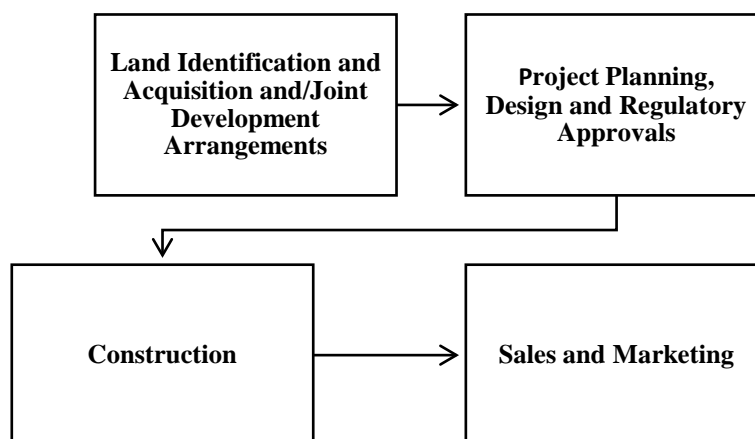 Land Identification and
Acquisition and/Joint
Development
Arrangements
Project Planning,
Design and Regulatory
Approvals
Construction
Sales and Marketing